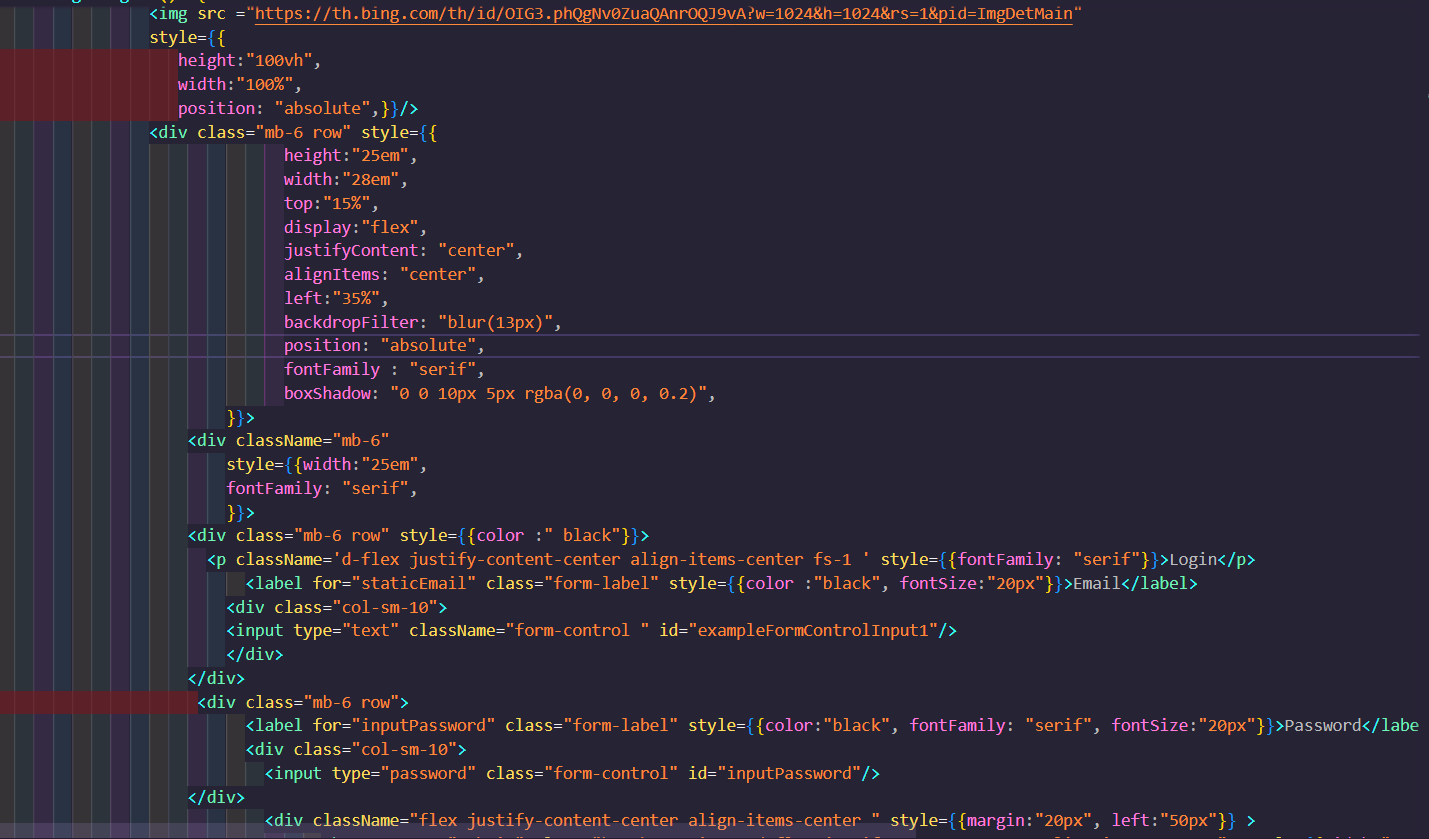 <img src ="https://th.bing.com/th/id/OIG3.phQgNv0ZuaQAnrOQJ9vA?w=1024&h=1024&rs=1&pid=ImgDetMain"
style={{
height:"100vh",
width:"100%",
position: "absolute",}}/>
<div class="mb-6 row" style={{
height:"25em",
width:"28em",
top:"15%",
display:"flex",
justifyContent: "center",
alignItems: "center",
left:"35%",
backdropFilter: "blur(13px)",
position: "absolute",
fontFamily : "serif",
boxShadow: "0 0 10px 5px rgba(0, 0, 0, 0.2)",
}}>
<div className="mb-6"
style={{width:"25em",
fontFamily: "serif",
}}>
<div class="mb-6 row" style={{color :" black"}}>
<p className='d-flex justify-content-center align-items-center fs-1 ' style={{fontFamily: "serif"}}>Login</p>
<label for="staticEmail" class="form-label" style={{color :"black", fontSize:"20px"}}>Email</label>
<div class="col-sm-10">
<input type="text" className="form-control " id="exampleFormControlInput1"/>
</div>
</div>
<div class="mb-6 row">
<label for="inputPassword" class="form-label" style={{color:"black", fontFamily: "serif", fontSize:"20px"}}>Password</labe
<div class="col-sm-10">
<input type="password" class="form-control" id="inputPassword"/>
</div>
<div className="flex justify-content-center align-items-center " style={{margin:"20px", left:"50px"}} >